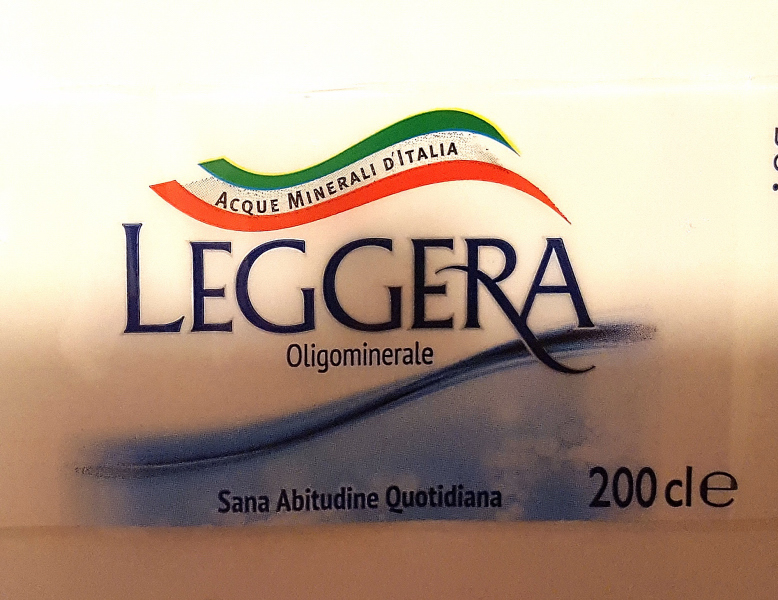 ACQUE MINERALI D'ITALIA
LEGGERA
Oligominerale
Sana Abitudine Quotidiana
200 cl e